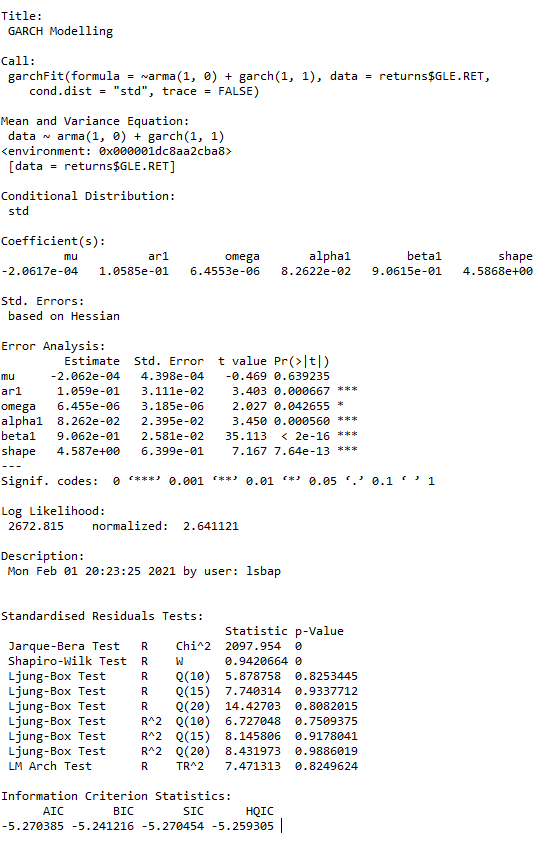 Title:
 GARCH Modelling

Call:
 garchFit(formula = ~arma(1, 0) + garch(1, 1), data = returns$GLE.RET,
    cond.dist = "std", trace = FALSE)

Mean and Variance Equation:
 data ~ arma(1, 0) + garch(1, 1)
<environment: 0x000001dc8aa2cba8>
 [data = returns$GLE.RET]

Conditional Distribution:
 std

Coefficient(s):
         mu          ar1        omega       alpha1        beta1        shape
-2.0617e-04   1.0585e-01   6.4553e-06   8.2622e-02   9.0615e-01   4.5868e+00

Std. Errors:
 based on Hessian

Error Analysis:
         Estimate  Std. Error  t value Pr(>|t|)
mu     -2.062e-04   4.398e-04   -0.469 0.639235
ar1     1.059e-01   3.111e-02    3.403 0.000667 ***
omega   6.455e-06   3.185e-06    2.027 0.042655 *
alpha1  8.262e-02   2.395e-02    3.450 0.000560 ***
beta1   9.062e-01   2.581e-02   35.113  < 2e-16 ***
shape   4.587e+00   6.399e-01    7.167 7.64e-13 ***
---
Signif. codes:  0 ‘***’ 0.001 ‘**’ 0.01 ‘*’ 0.05 ‘.’ 0.1 ‘ ’ 1

Log Likelihood:
 2672.815    normalized:  2.641121

Description:
 Mon Feb 01 20:23:25 2021 by user: lsbap

Standardised Residuals Tests:
                                Statistic p-Value
 Jarque-Bera Test   R    Chi^2  2097.954  0
 Shapiro-Wilk Test  R    W      0.9420664 0
 Ljung-Box Test     R    Q(10)  5.878758  0.8253445
 Ljung-Box Test     R    Q(15)  7.740314  0.9337712
 Ljung-Box Test     R    Q(20)  14.42703  0.8082015
 Ljung-Box Test     R^2  Q(10)  6.727048  0.7509375
 Ljung-Box Test     R^2  Q(15)  8.145806  0.9178041
 Ljung-Box Test     R^2  Q(20)  8.431973  0.9886019
 LM Arch Test       R    TR^2   7.471313  0.8249624

Information Criterion Statistics:
      AIC       BIC       SIC      HQIC
-5.270385 -5.241216 -5.270454 -5.259305